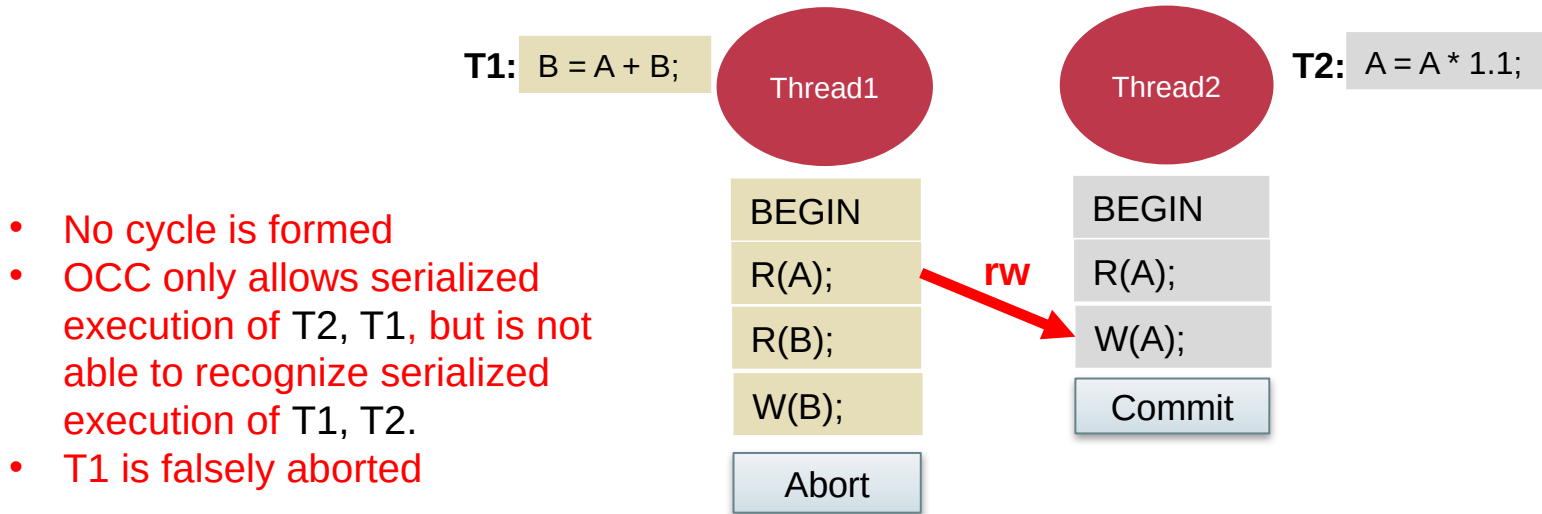 T1: B = A + B;
Thread1
Thread2
T2: A = A * 1.1;
• No cycle is formed
• OCC only allows serialized
execution of T2, T1, but is not
able to recognize serialized
execution of T1, T2.
• T1 is falsely aborted
BEGIN
R(A);
R(B);
W(B);
Abort
rw
BEGIN
R(A);
W(A);
Commit